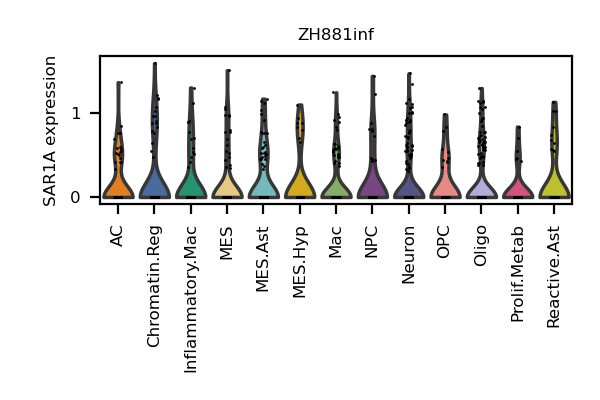 ZH881inf
SAR1A expression
1
0
AC
Chromatin.Reg
Inflammatory.Mac
MES
MES.Ast
MES.Hyp
Mac
NPC
Neuron
OPC
Oligo
Prolif.Metab
Reactive.Ast